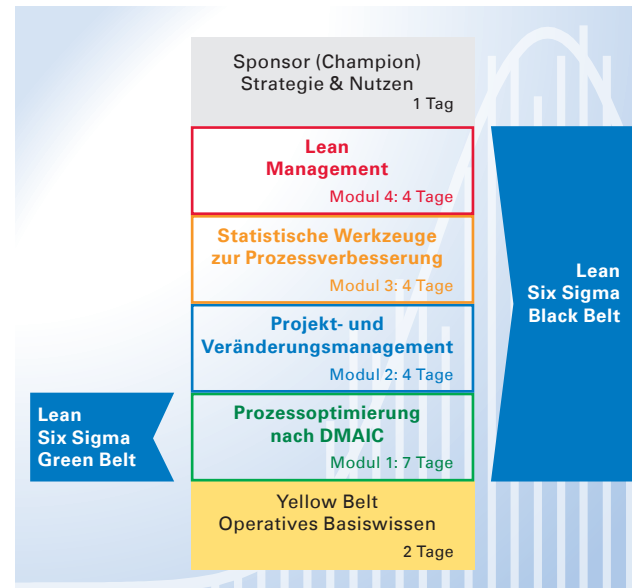 Sponsor (Champion)
Strategie & Nutzen
1 Tag
Lean
Management
Modul 4: 4 Tage
Statistische Werkzeuge
zur Prozessverbesserung
Modul 3: 4 Tage
Projekt- und
Veränderungsmanagement
Modul 2: 4 Tage
Prozessoptimierung
nach DMAIC
Modul 1: 7 Tage
Yellow Belt
Operatives Basiswissen
2 Tage
Lean
Six Sigma
Green Belt
Lean
Six Sigma
Black Belt